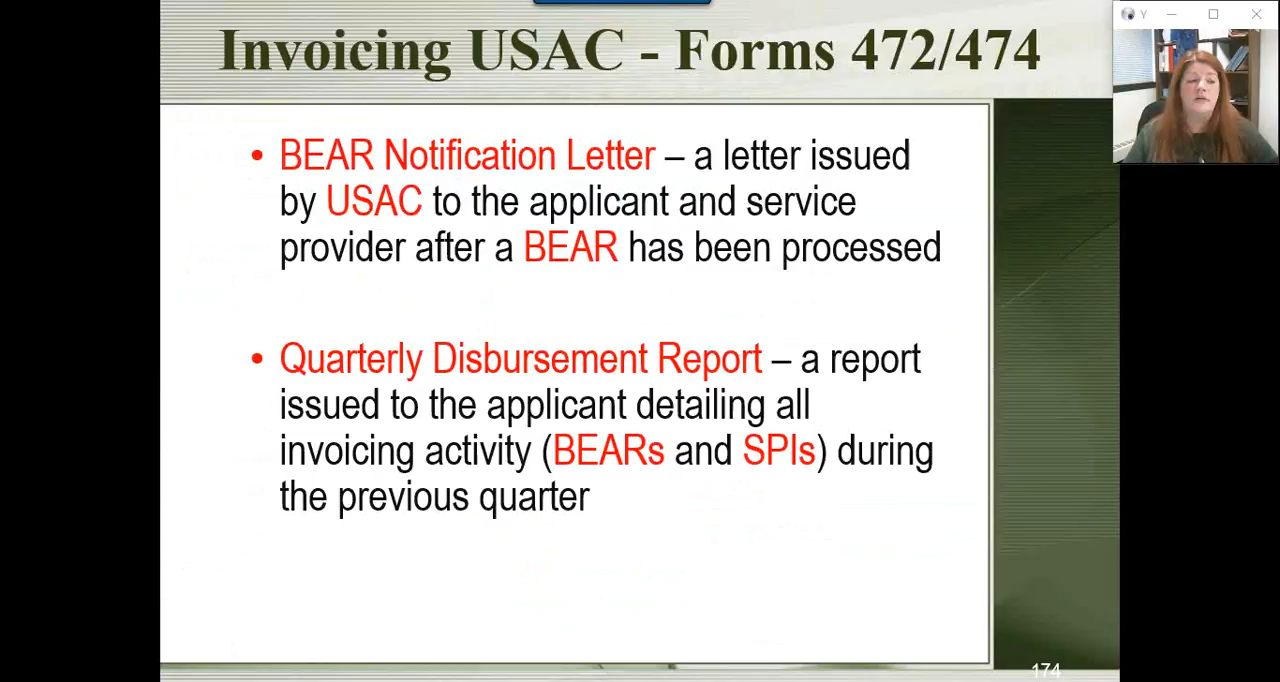 Invoicing USAC - Forms 472/474
Y
• BEAR Notification Letter – a letter issued
by USAC to the applicant and service
provider after a BEAR has been processed
• Quarterly Disbursement Report – a report
issued to the applicant detailing all
invoicing activity (BEARs and SPIs) during
the previous quarter
174